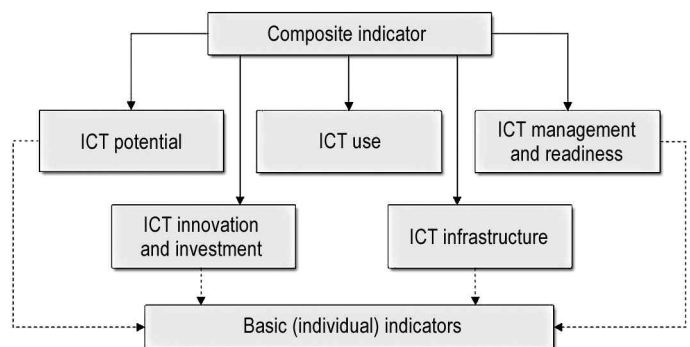 Composite indicator
ICT potential
ICT use
ICT management
and readiness
ICT innovation
and investment
ICT infrastructure
Basic (individual) indicators